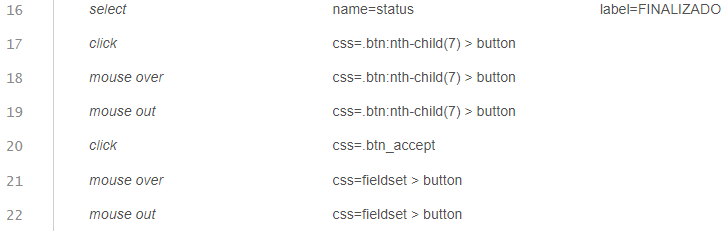 16 select name=status label=FINALIZADO
17 click css=.btn:nth-child(7) > button
18 mouse over css=.btn:nth-child(7) > button
19 mouse out css=.btn:nth-child(7) > button
20 click css=.btn_accept
21 mouse over css=fieldset > button
22 mouse out css=fieldset > button